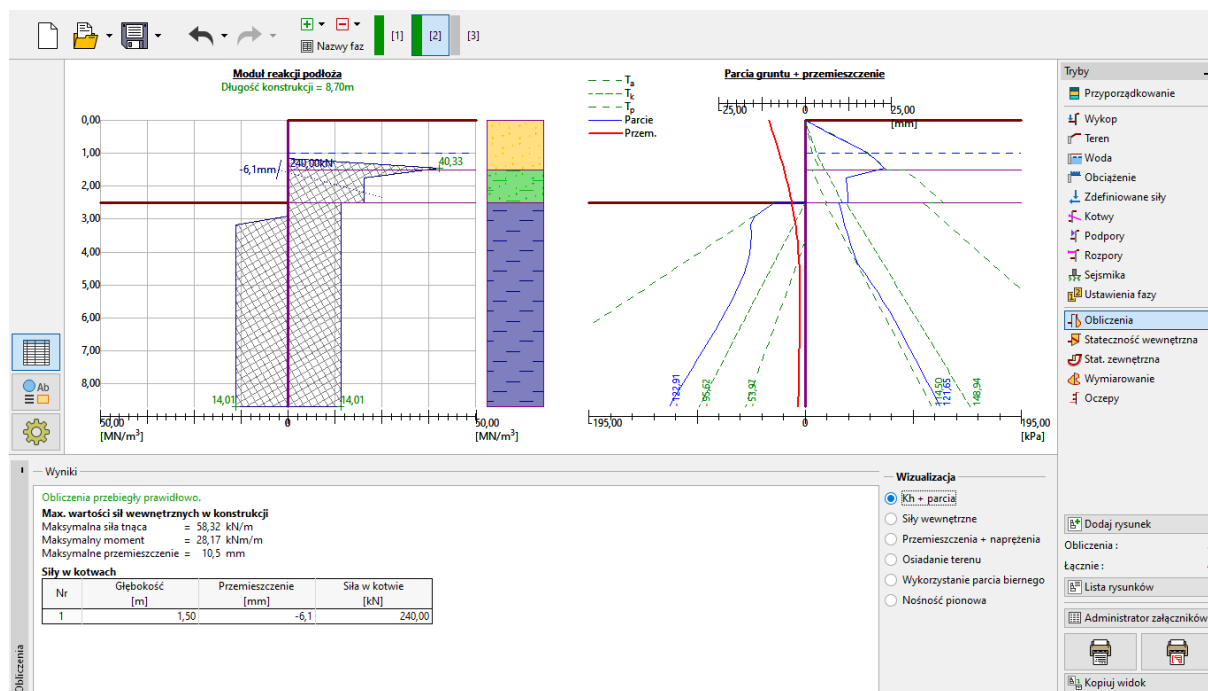 [1] [2] [3]
Nazwy faz
Moduł reakcji podłoża
Długość konstrukcji = 8,70m
0,00
1,00
2,00
3,00
4,00
5,00
6,00
7,00
8,00
-6,1mm
240,00kN
40,33
14,01
14,01
50,00
0
50,00
[MN/m³]
[MN/m³]
Parcia gruntu + przemieszczenie
Tₐ
Tₖ
Tₚ
Parcie
Przem.
-25,00
25,00
[mm]
-122,91
-95,62
-53,97
114,50
121,65
148,94
-195,00
0
195,00
[kPa]
Tryby
Przyporządkowanie
Wykop
Teren
Woda
Obciążenie
Zdefiniowane siły
Kotwy
Podpory
Rozpory
Sejsmika
Ustawienia fazy
Obliczenia
Stateczność wewnętrzna
Stat. zewnętrzna
Wymiarowanie
Oczepy
Ab
Wyniki
Obliczenia przebiegły prawidłowo.
Max. wartości sił wewnętrznych w konstrukcji
Maksymalna siła tnąca = 58,32 kN/m
Maksymalny moment = 28,17 kNm/m
Maksymalne przemieszczenie = 10,5 mm
Siły w kotwach
Nr Głębokość Przemieszczenie Siła w kotwie
[m] [mm] [kN]
1 1,50 -6,1 240,00
Obliczenia
Wizualizacja
Kh + parcia
Siły wewnętrzne
Przemieszczenia + naprężenia
Osiadanie terenu
Wykorzystanie parcia biernego
Nośność pionowa
Dodaj rysunek
Obliczenia :
Łącznie :
Lista rysunków
Administrator załączników
Kopiuj widok